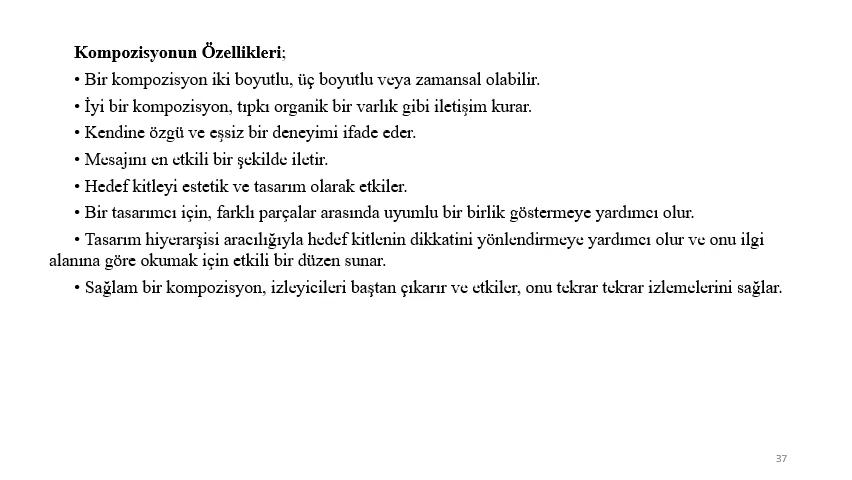 Kompozisyonun Özellikleri;
• Bir kompozisyon iki boyutlu, üç boyutlu veya zamansal olabilir.
• İyi bir kompozisyon, tıpkı organik bir varlık gibi iletişim kurar.
• Kendine özgü ve eşsiz bir deneyimi ifade eder.
• Mesajını en etkili bir şekilde iletir.
• Hedef kitleyi estetik ve tasarım olarak etkiler.
• Bir tasarımcı için, farklı parçalar arasında uyumlu bir birlik göstermeye yardımcı olur.
• Tasarım hiyerarşisi aracılığıyla hedef kitlenin dikkatini yönlendirmeye yardımcı olur ve onu ilgi
alanına göre okumak için etkili bir düzen sunar.
• Sağlam bir kompozisyon, izleyicileri baştan çıkarır ve etkiler, onu tekrar tekrar izlemelerini sağlar.
37